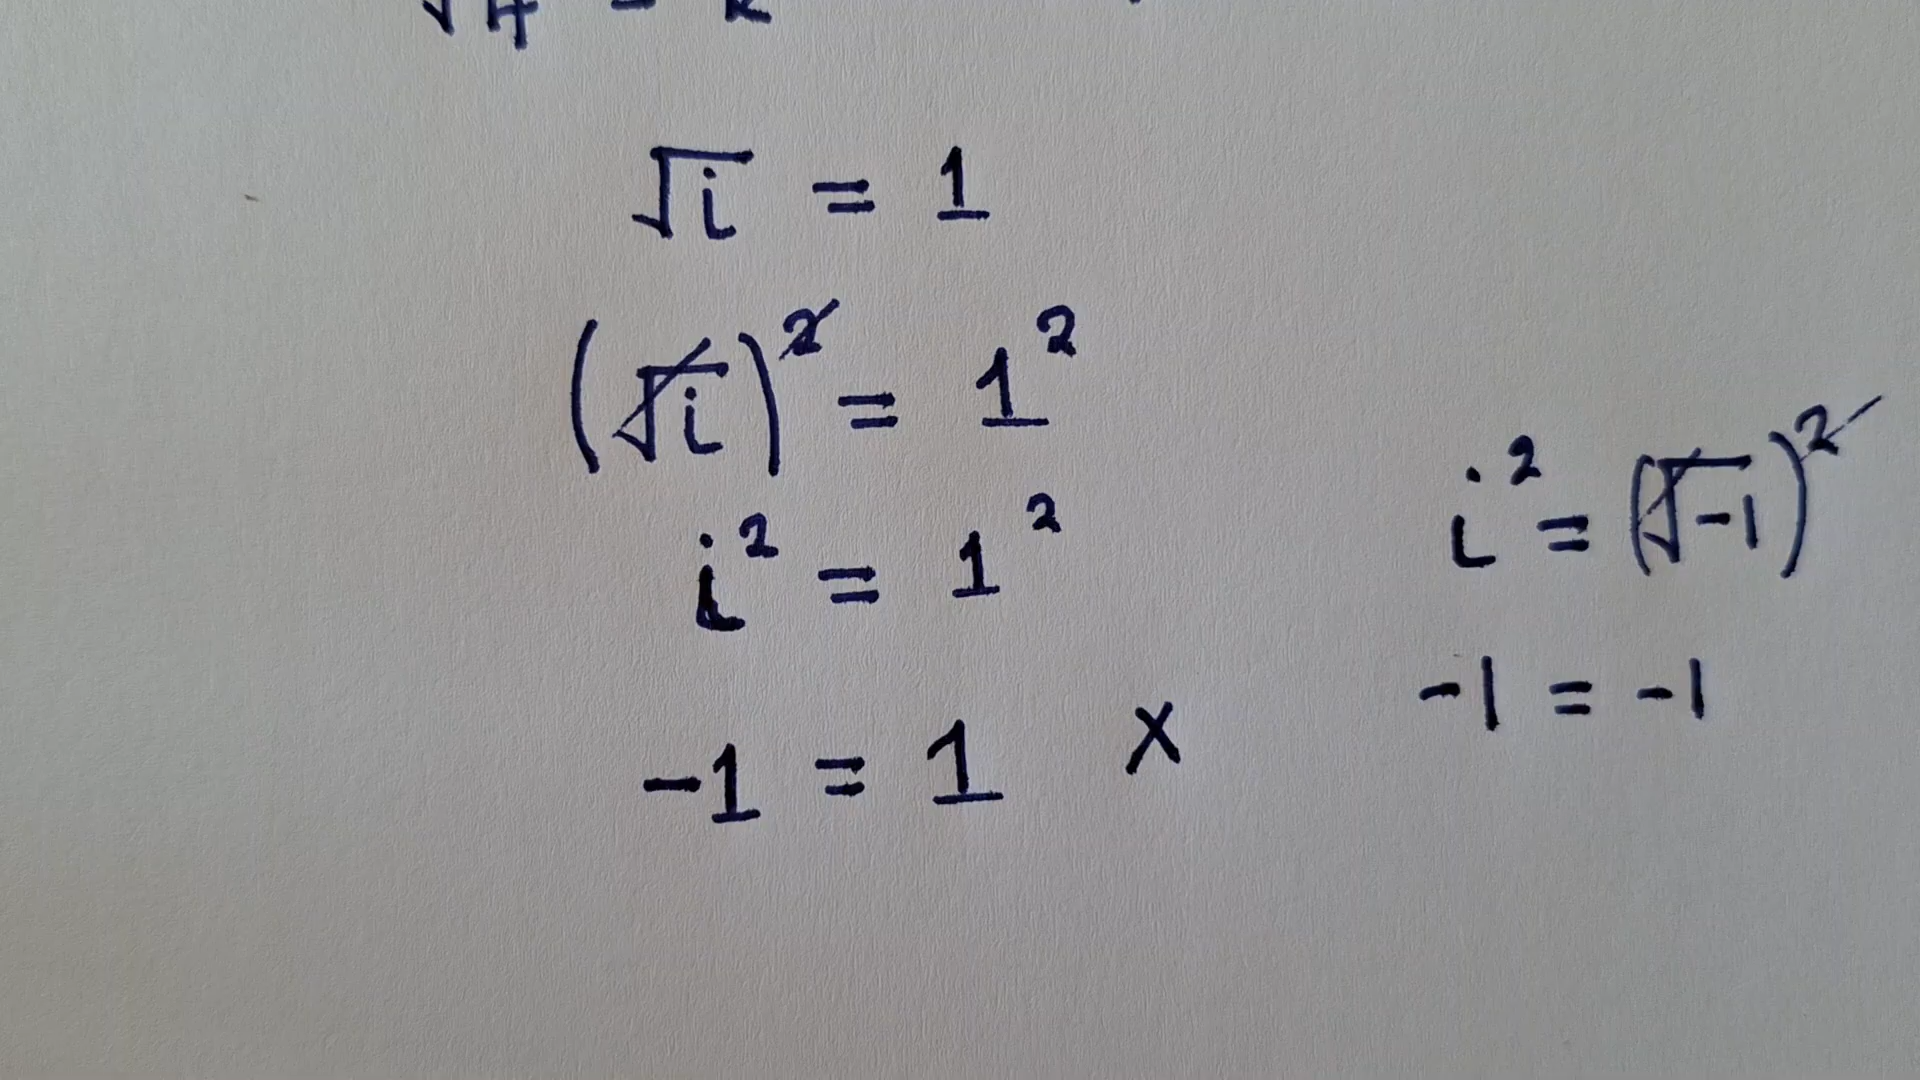 √i = 1
(√i)² = 1²
i² = 1²
-1 = 1 X
i² = (√-1)²
-1 = -1